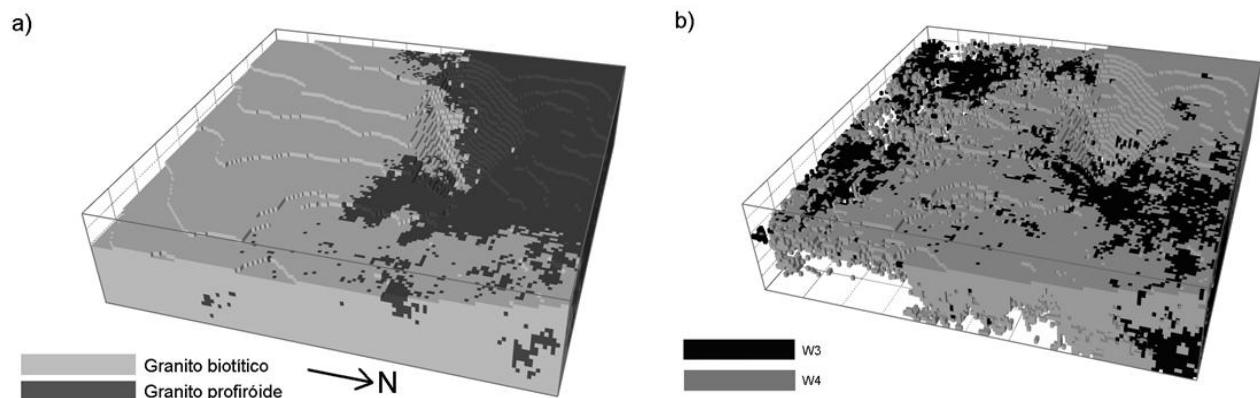 a)
b)
Granito biotítico
Granito profiróide
N
W3
W4